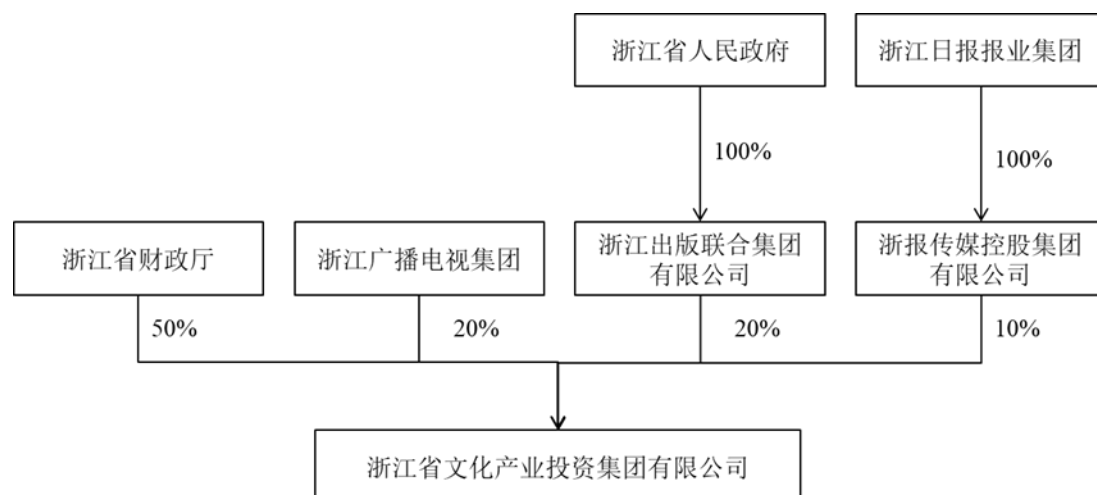 浙江省人民政府
浙江日报报业集团
100%
100%
浙江省财政厅
浙江广播电视集团
浙江出版联合集团
有限公司
浙报传媒控股集团
有限公司
50%
20%
20%
10%
浙江省文化产业投资集团有限公司